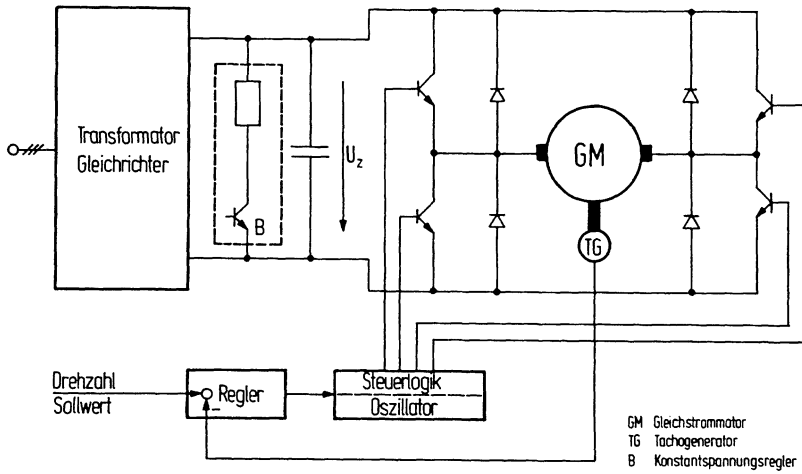 Transformator
Gleichrichter
B
U_z
GM
TG
Drehzahl
Sollwert
Regler
-
Steuerlogik
Oszillator
GM Gleichstrommotor
TG Tachogenerator
B Konstantspannungsregler